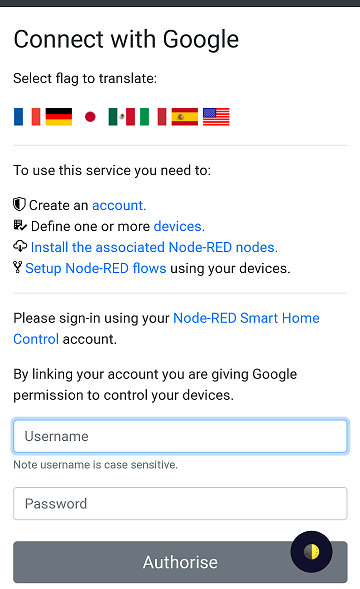 Connect with Google
Select flag to translate:
To use this service you need to:
Create an account.
Define one or more devices.
Install the associated Node-RED nodes.
Setup Node-RED flows using your devices.
Please sign-in using your Node-RED Smart Home
Control account.
By linking your account you are giving Google
permission to control your devices.
Username
Note username is case sensitive.
Password
Authorise